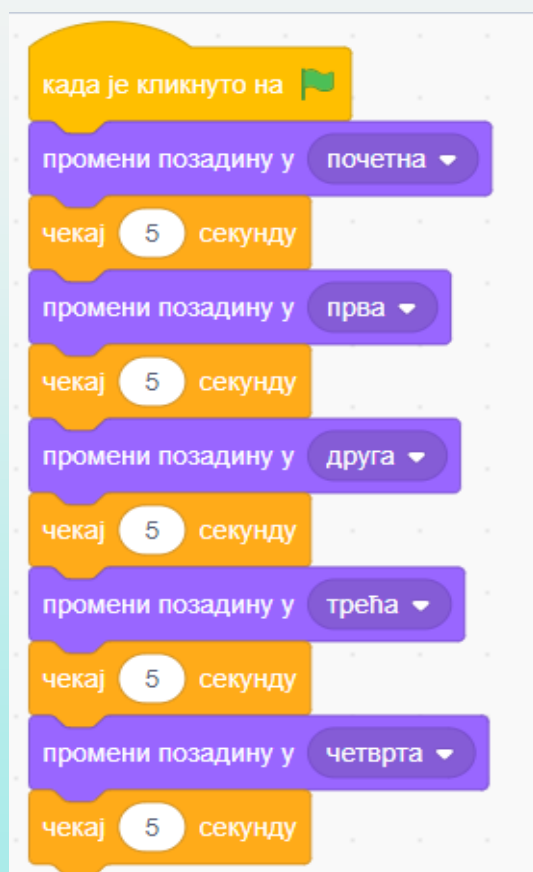 када је кликнуто на
промени позадину у почетна
чекај 5 секунду
промени позадину у прва
чекај 5 секунду
промени позадину у друга
чекај 5 секунду
промени позадину у трећа
чекај 5 секунду
промени позадину у четврта
чекај 5 секунду